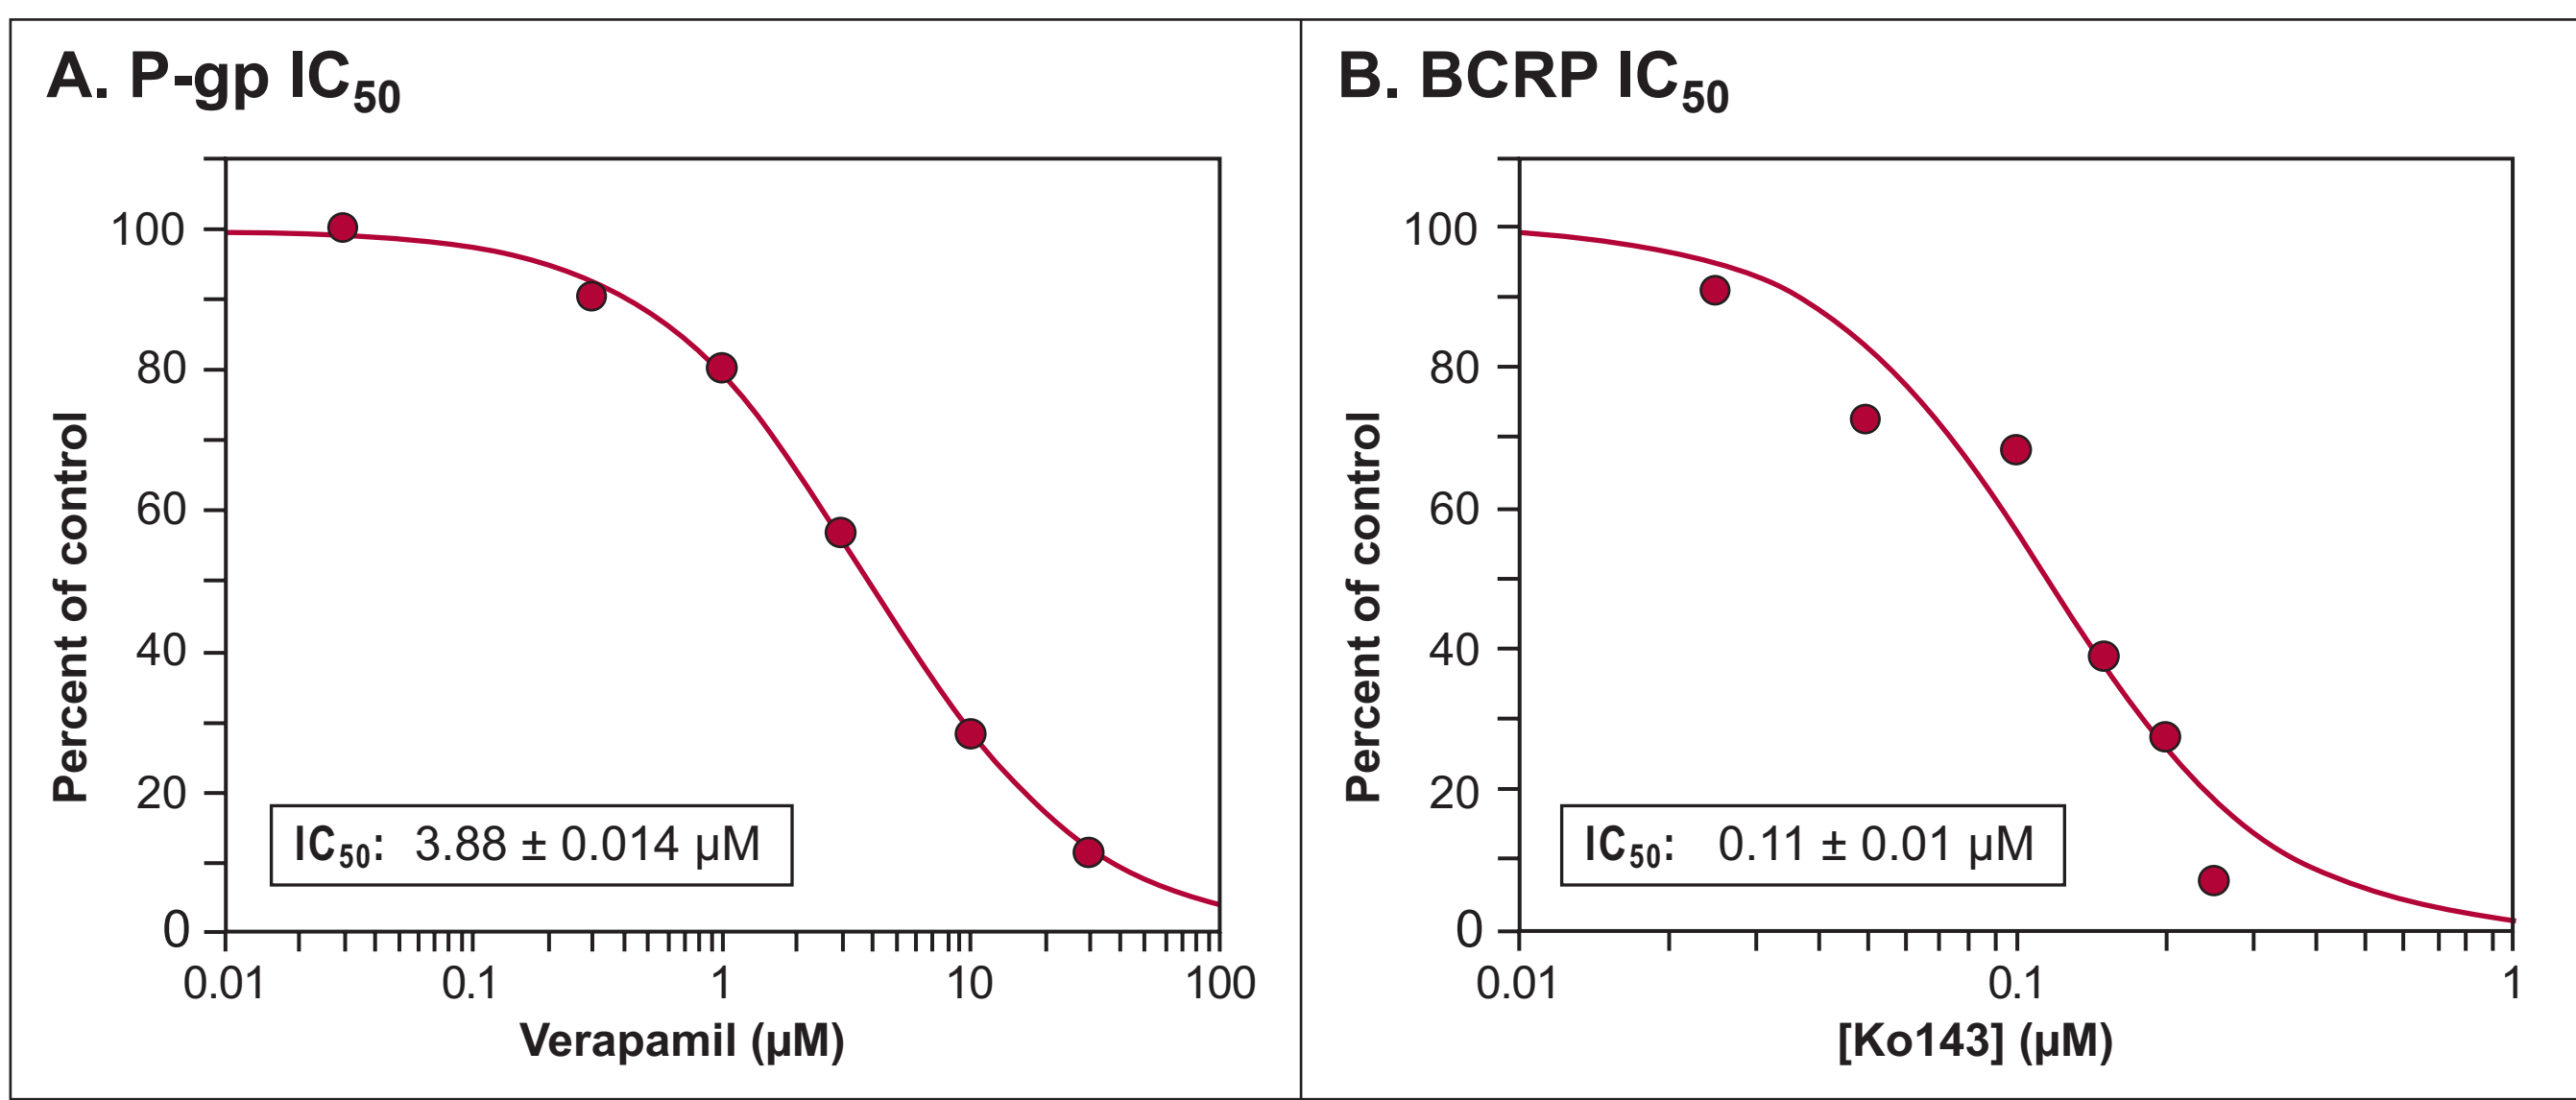 A. P-gp IC50
100
80
60
40
20
0
Percent of control
IC50: 3.88 ± 0.014 µM
0.01 0.1 1 10 100
Verapamil (µM)
B. BCRP IC50
100
80
60
40
20
0
Percent of control
IC50: 0.11 ± 0.01 µM
0.01 0.1 1
[Ko143] (µM)